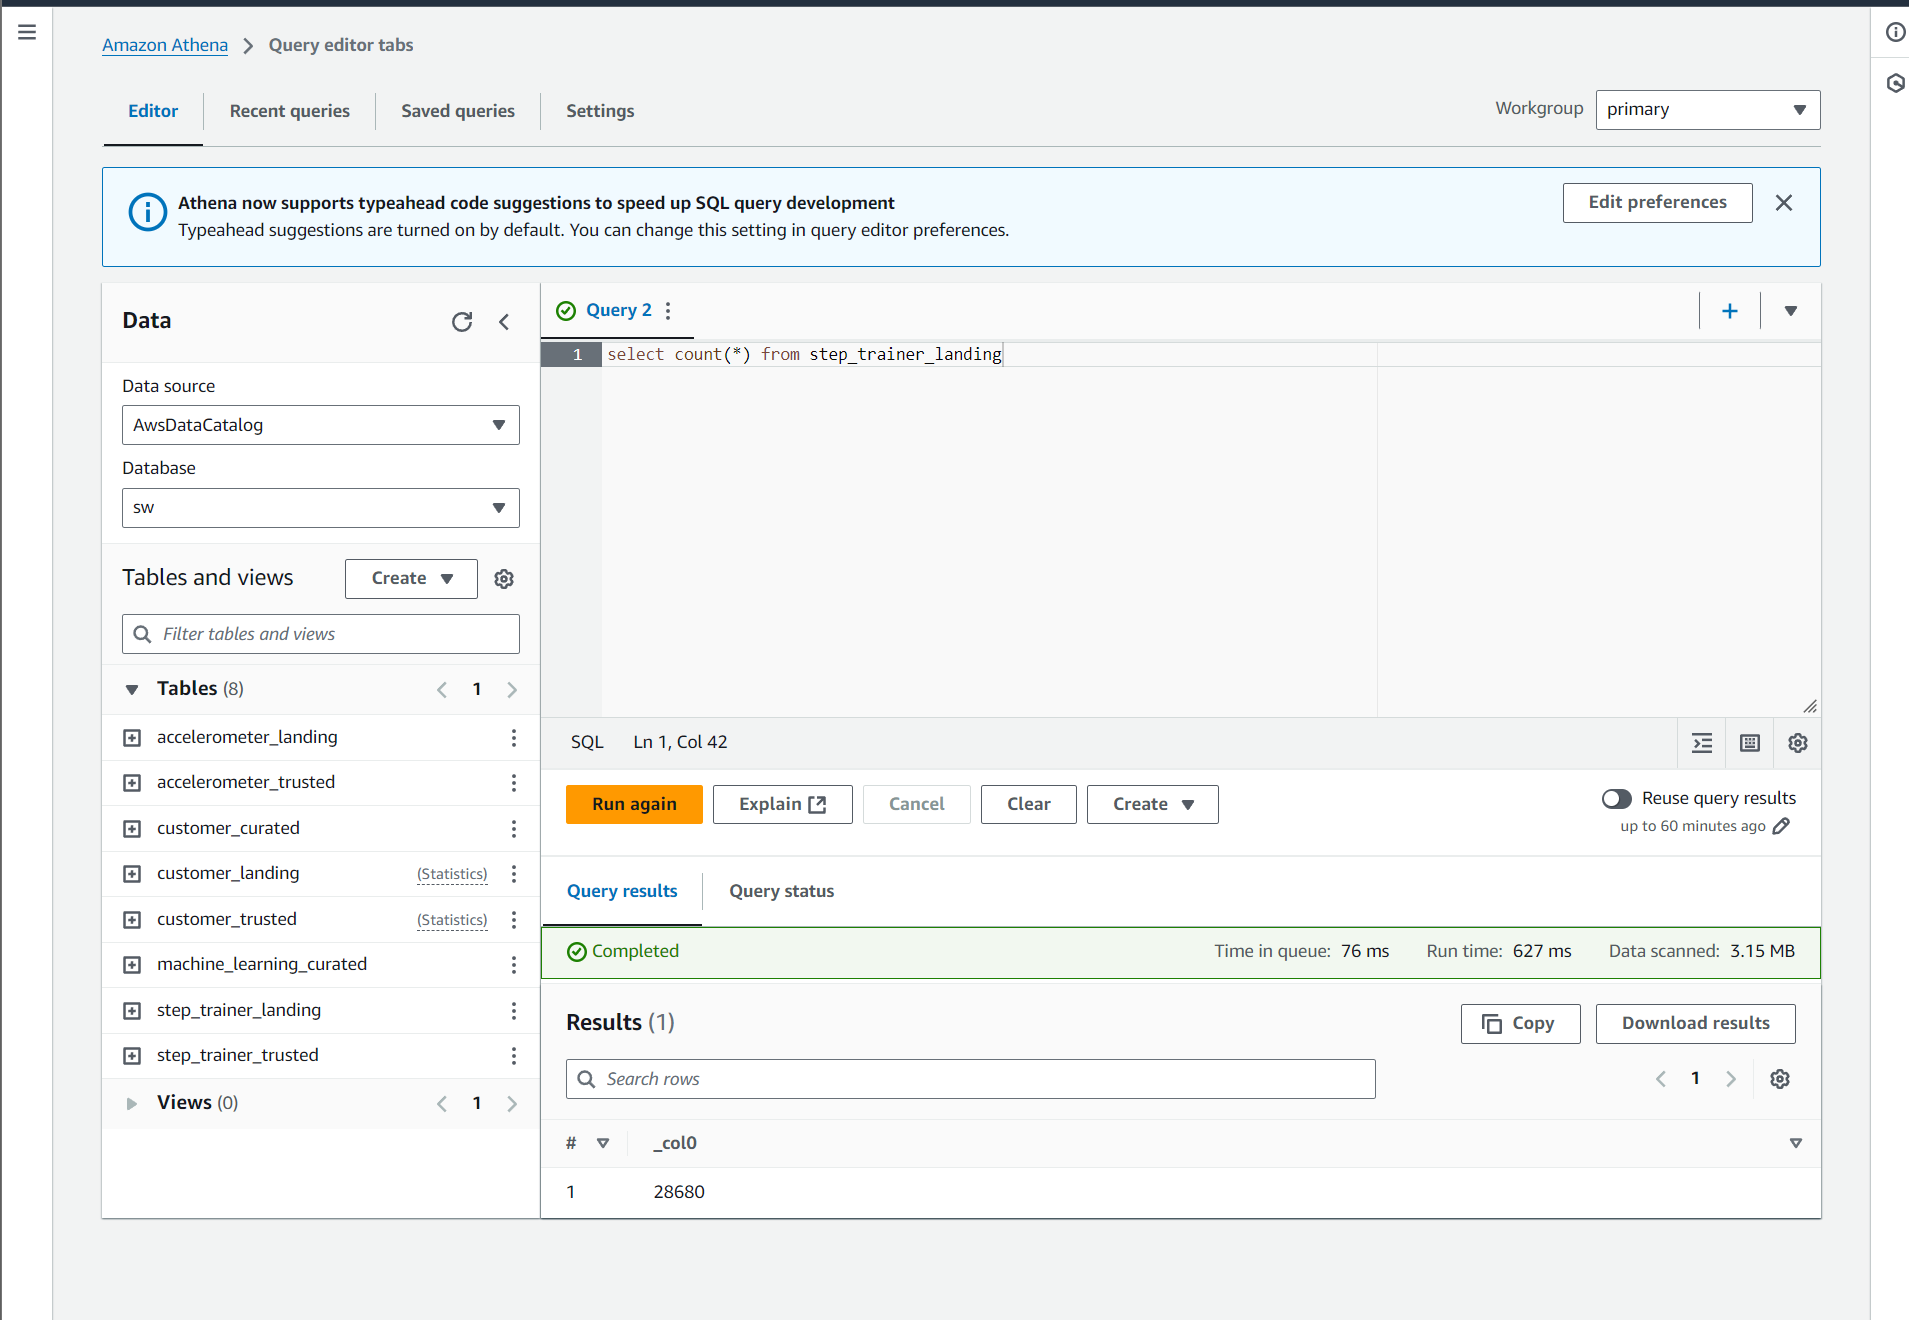 Amazon Athena > Query editor tabs
Editor
Recent queries
Saved queries
Settings
Workgroup
primary
Athena now supports typeahead code suggestions to speed up SQL query development
Typeahead suggestions are turned on by default. You can change this setting in query editor preferences.
Edit preferences
Data
Data source
AwsDataCatalog
Database
sw
Tables and views
Create
Filter tables and views
Tables (8)
1
accelerometer_landing
accelerometer_trusted
customer_curated
customer_landing
(Statistics)
customer_trusted
(Statistics)
machine_learning_curated
step_trainer_landing
step_trainer_trusted
Views (0)
1
Query 2
1
select count(*) from step_trainer_landing
SQL
Ln 1, Col 42
Run again
Explain
Cancel
Clear
Create
Reuse query results
up to 60 minutes ago
Query results
Query status
Completed
Time in queue: 76 ms
Run time: 627 ms
Data scanned: 3.15 MB
Results (1)
Copy
Download results
Search rows
1
#
_col0
1
28680